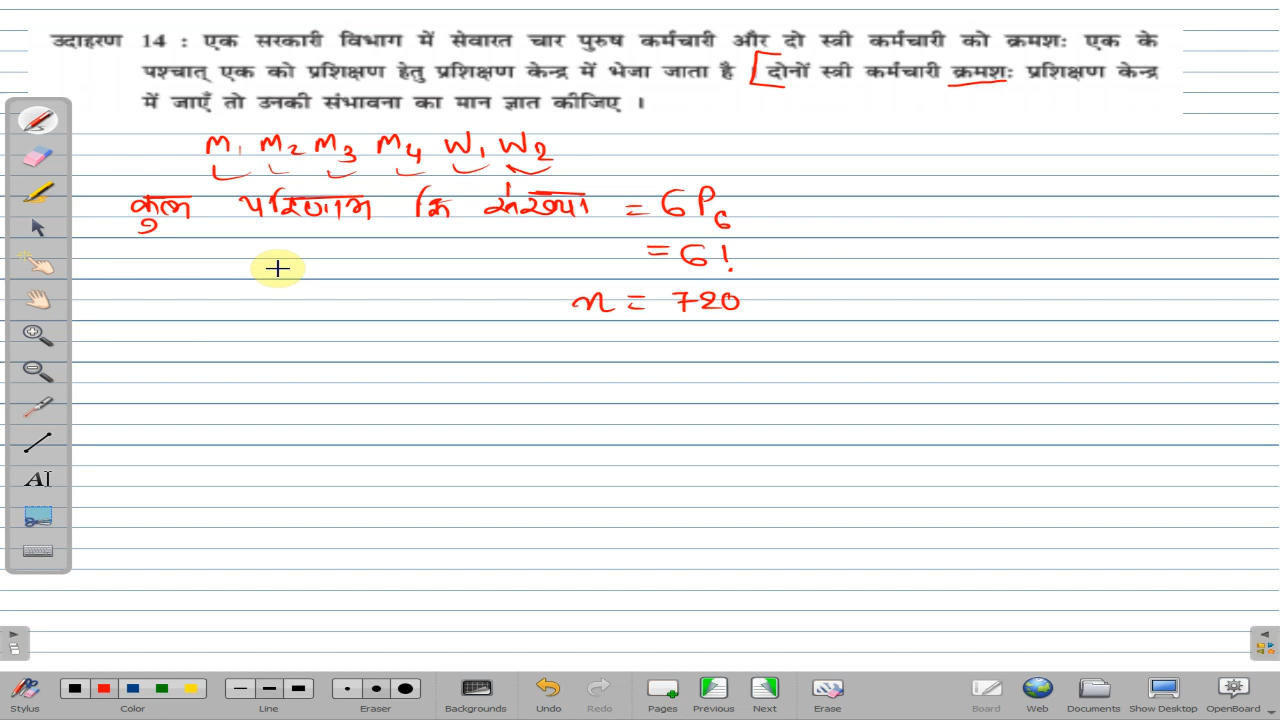 उदाहरण 14 : एक सरकारी विभाग में सेवारत चार पुरुष कर्मचारी और दो स्त्री कर्मचारी को क्रमशः एक के
पश्चात् एक को प्रशिक्षण हेतु प्रशिक्षण केन्द्र में भेजा जाता है [दोनों स्त्री कर्मचारी क्रमशः प्रशिक्षण केन्द्र
में जाएँ तो उनकी संभावना का मान ज्ञात कीजिए ।
M1 M2 M3 M4 W1 W2
कुल परिणाम कि संख्या = 6P6
= 6!
n = 720
AI
Stylus Color Line Eraser Backgrounds Undo Redo Pages Previous Next Erase Board Web Documents Show Desktop OpenBoard